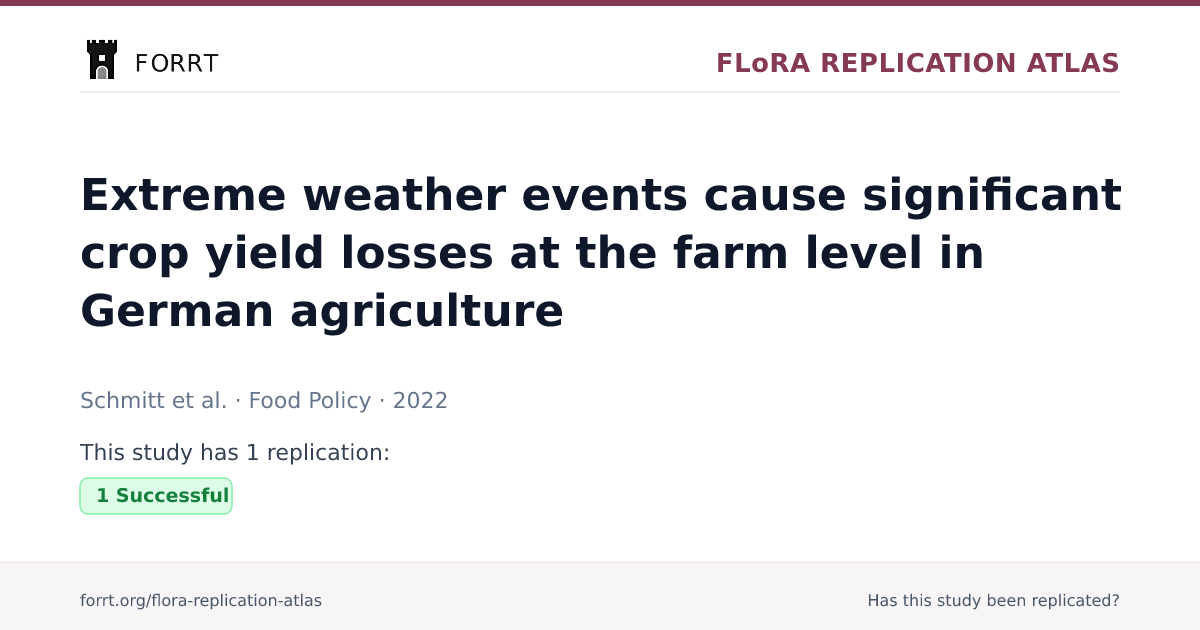 FORRT
FLoRA REPLICATION ATLAS
Extreme weather events cause significant
crop yield losses at the farm level in
German agriculture
Schmitt et al. · Food Policy · 2022
This study has 1 replication:
1 Successful
forrt.org/flora-replication-atlas
Has this study been replicated?